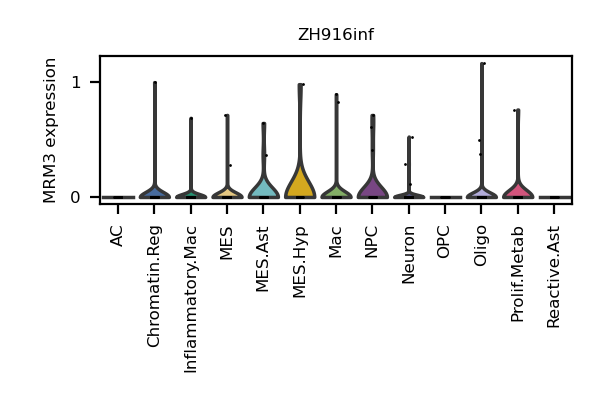 ZH916inf
MRM3 expression
1
0
AC
Chromatin.Reg
Inflammatory.Mac
MES
MES.Ast
MES.Hyp
Mac
NPC
Neuron
OPC
Oligo
Prolif.Metab
Reactive.Ast